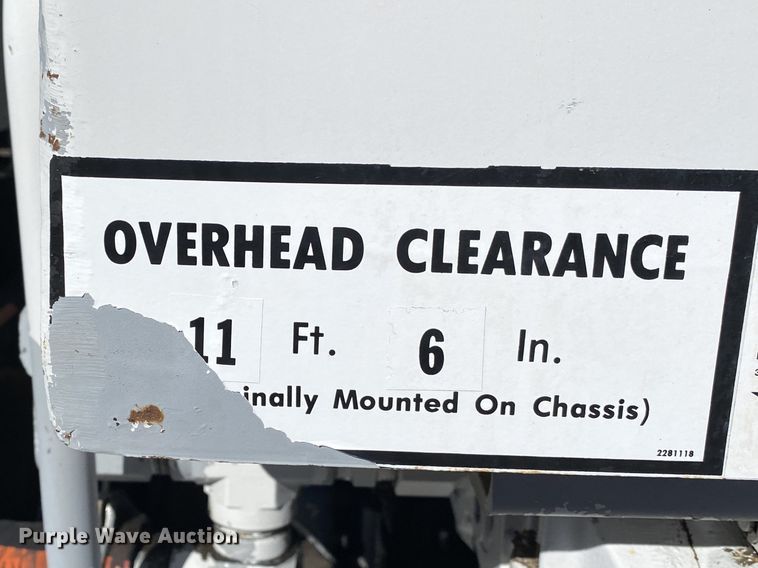 OVERHEAD CLEARANCE
11 Ft. 6 In.
inally Mounted On Chassis)
2281118
Purple Wave Auction